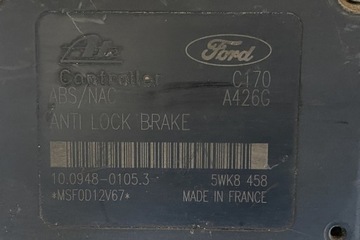 Ate Ford
Controller C170
ABS/NAC A426G
ANTI LOCK BRAKE
10.0948-0105.3 5WK8 458
*MSF0D12V67* MADE IN FRANCE